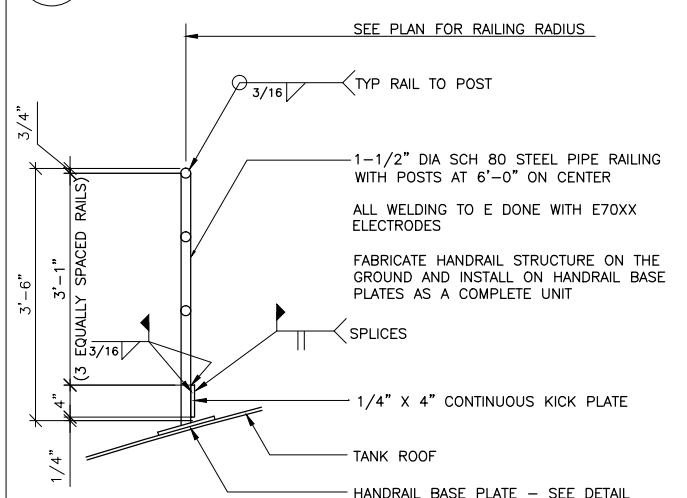 SEE PLAN FOR RAILING RADIUS
3/16
TYP RAIL TO POST
3/4"
1-1/2" DIA SCH 80 STEEL PIPE RAILING
WITH POSTS AT 6'-0" ON CENTER
ALL WELDING TO E DONE WITH E70XX
ELECTRODES
FABRICATE HANDRAIL STRUCTURE ON THE
GROUND AND INSTALL ON HANDRAIL BASE
PLATES AS A COMPLETE UNIT
3'-6"
3'-1"
(3 EQUALLY SPACED RAILS)
3/16
SPLICES
4"
1/4" X 4" CONTINUOUS KICK PLATE
1/4"
TANK ROOF
HANDRAIL BASE PLATE – SEE DETAIL